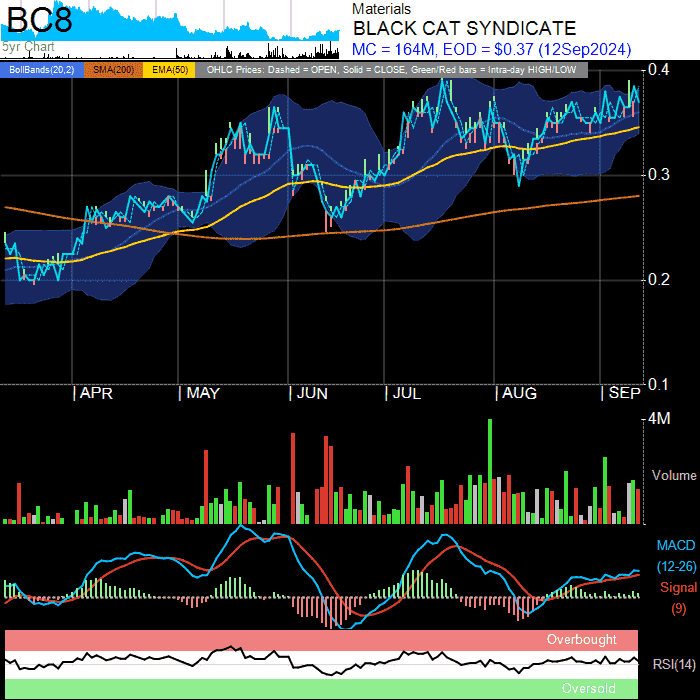 BC8
5yr Chart
Materials
BLACK CAT SYNDICATE
MC = 164M, EOD = $0.37 (12Sep2024)
BollBands(20,2) SMA(200) EMA(50) OHLC Prices: Dashed = OPEN, Solid = CLOSE, Green/Red bars = Intra-day HIGH/LOW
0.4
0.3
0.2
0.1
APR MAY JUN JUL AUG SEP
4M
Volume
MACD
(12-26)
Signal
(9)
Overbought
RSI(14)
Oversold